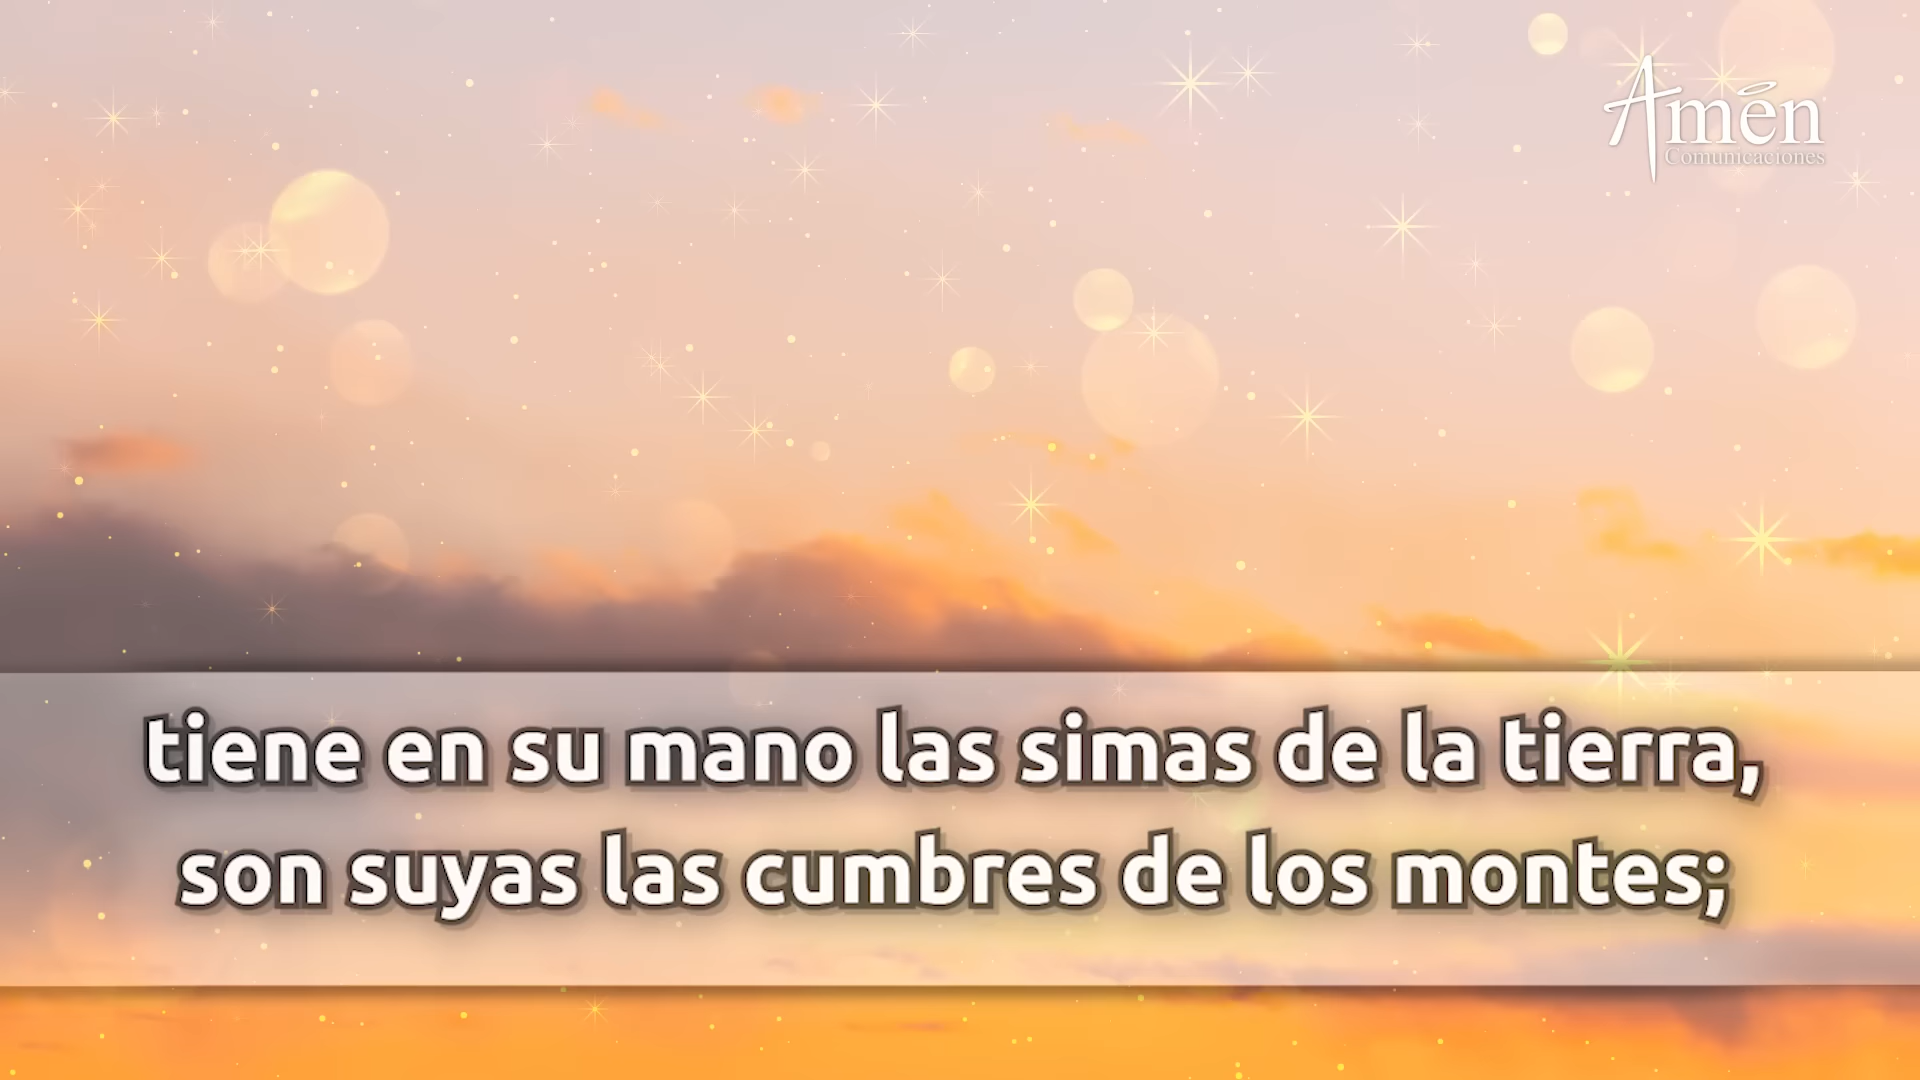 Amén
Comunicaciones
tiene en su mano las simas de la tierra,
son suyas las cumbres de los montes;